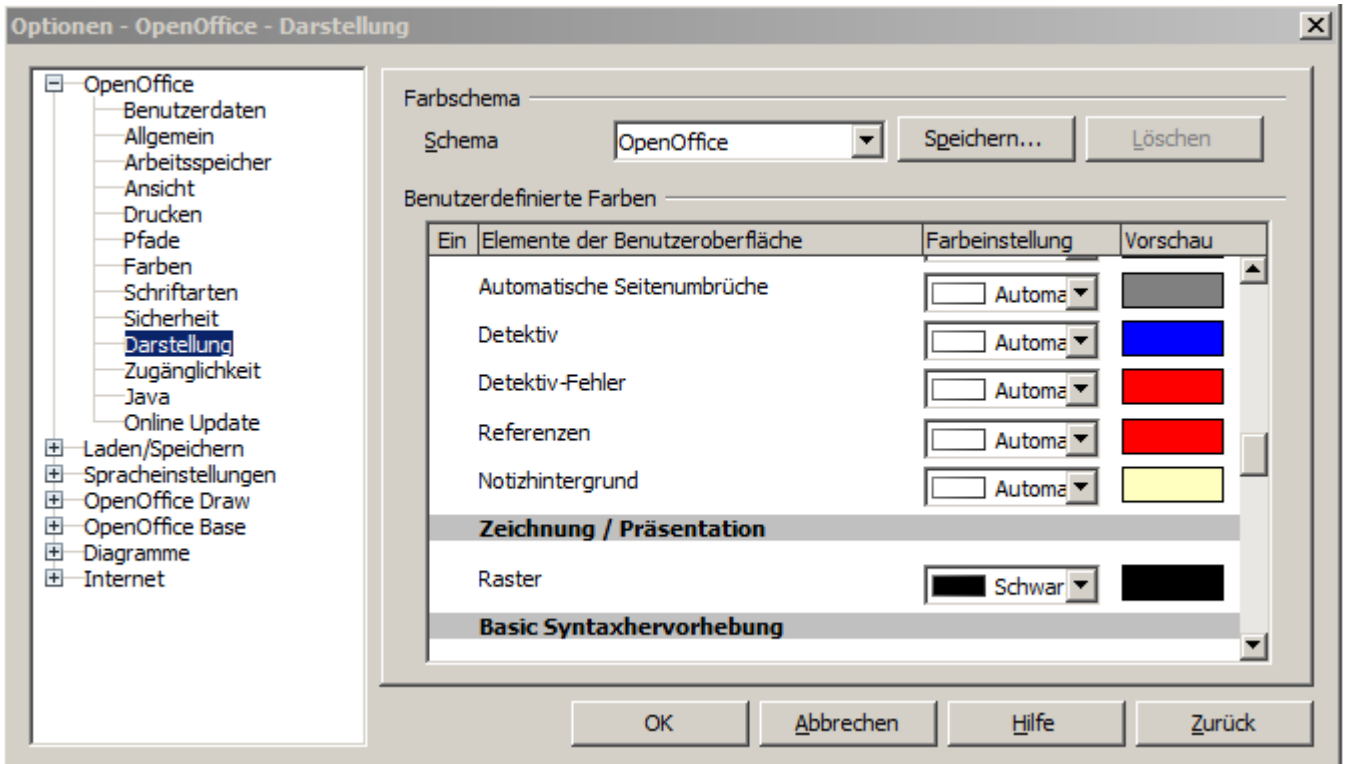 Optionen - OpenOffice - Darstellung
OpenOffice
Benutzerdaten
Allgemein
Arbeitsspeicher
Ansicht
Drucken
Pfade
Farben
Schriftarten
Sicherheit
Darstellung
Zugänglichkeit
Java
Online Update
Laden/Speichern
Spracheinstellungen
OpenOffice Draw
OpenOffice Base
Diagramme
Internet
Farbschema
Schema OpenOffice Speichern... Löschen
Benutzerdefinierte Farben
Ein Elemente der Benutzeroberfläche Farbeinstellung Vorschau
Automatische Seitenumbrüche Automa
Detektiv Automa
Detektiv-Fehler Automa
Referenzen Automa
Notizhintergrund Automa
Zeichnung / Präsentation
Raster Schwar
Basic Syntaxhervorhebung
OK Abbrechen Hilfe Zurück